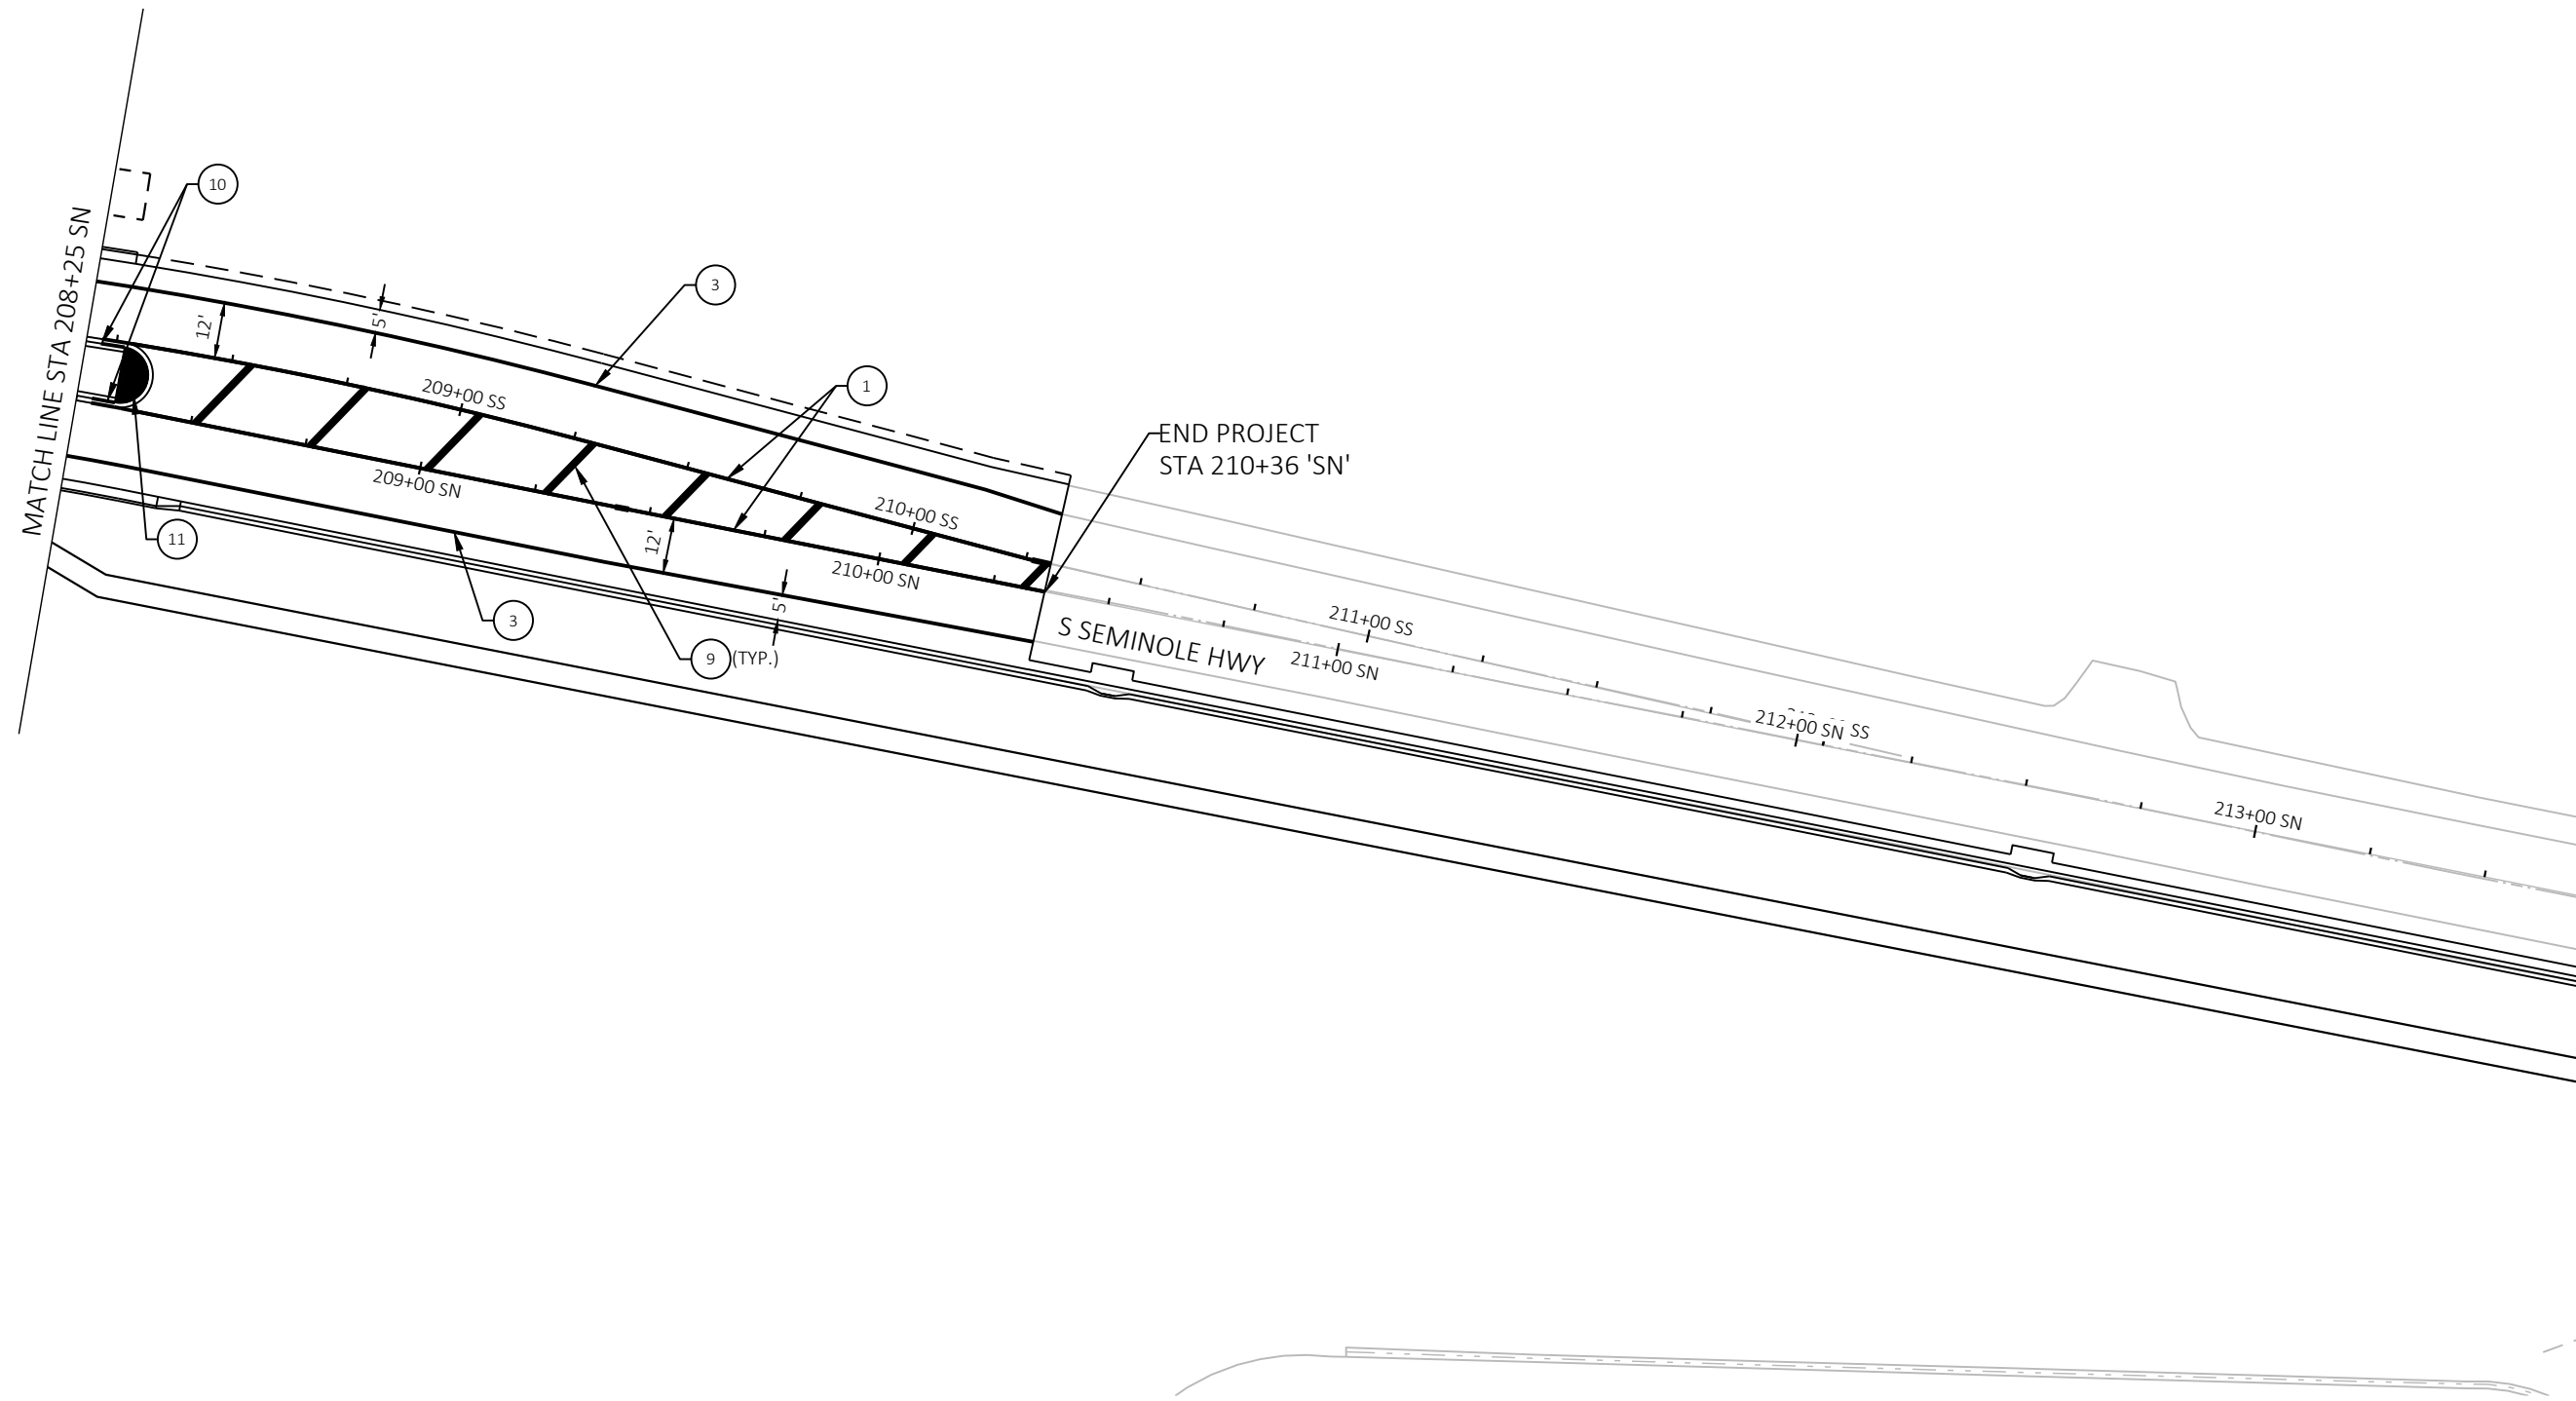 MATCH LINE STA 208+25 SN
10
3
5'
12'
1
209+00 SS
END PROJECT
STA 210+36 'SN'
209+00 SN
210+00 SS
11
12'
210+00 SN
5'
3
9
(TYP.)
S SEMINOLE HWY
211+00 SS
211+00 SN
212+00 SN
SS
213+00 SN